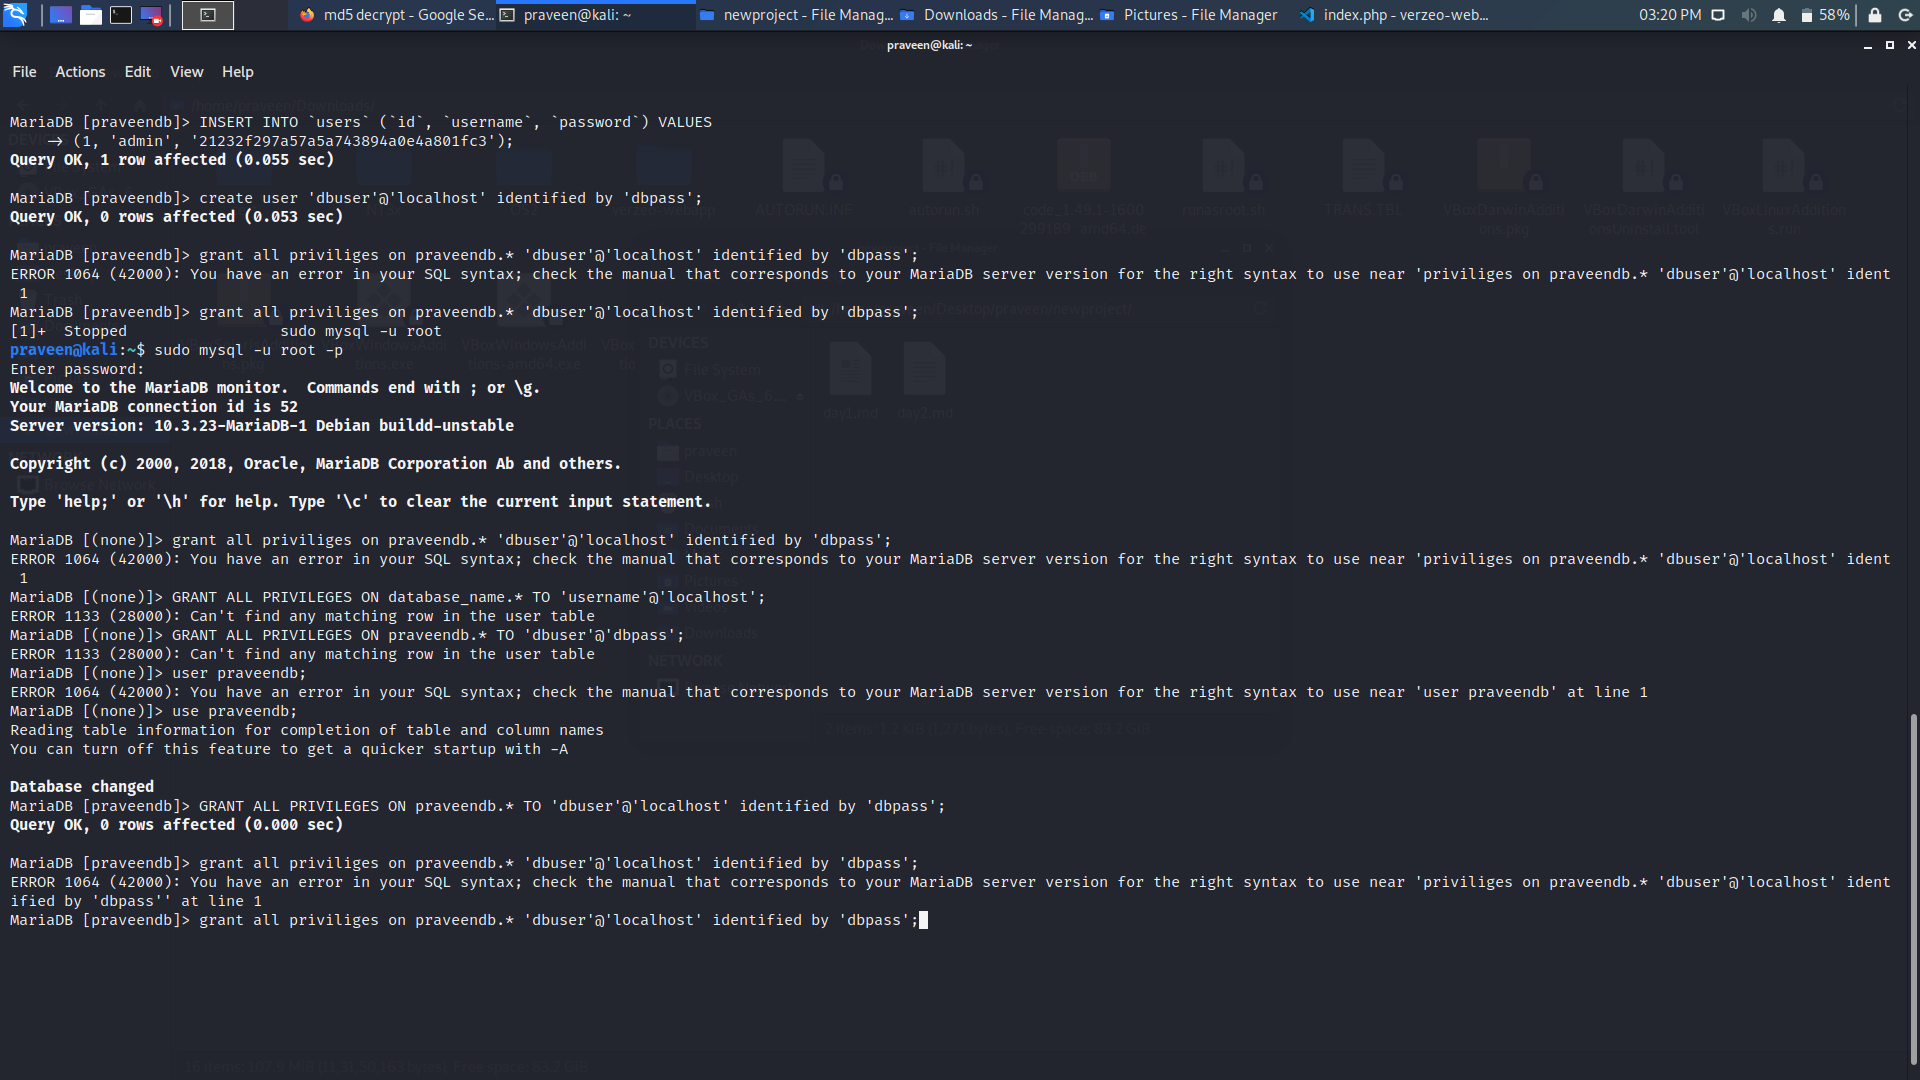 md5 decrypt - Google Se...
praveen@kali: ~
newproject - File Manag...
Downloads - File Manag...
Pictures - File Manager
index.php - verzeo-web...
03:20 PM
58%
praveen@kali: ~
File Actions Edit View Help
MariaDB [praveendb]> INSERT INTO `users` (`id`, `username`, `password`) VALUES
    → (1, 'admin', '21232f297a57a5a743894a0e4a801fc3');
Query OK, 1 row affected (0.055 sec)
MariaDB [praveendb]> create user 'dbuser'@'localhost' identified by 'dbpass';
Query OK, 0 rows affected (0.053 sec)
MariaDB [praveendb]> grant all priviliges on praveendb.* 'dbuser'@'localhost' identified by 'dbpass';
ERROR 1064 (42000): You have an error in your SQL syntax; check the manual that corresponds to your MariaDB server version for the right syntax to use near 'priviliges on praveendb.* 'dbuser'@'localhost' ident
 1
MariaDB [praveendb]> grant all priviliges on praveendb.* 'dbuser'@'localhost' identified by 'dbpass';
[1]+  Stopped                 sudo mysql -u root
praveen@kali:~$ sudo mysql -u root -p
Enter password:
Welcome to the MariaDB monitor.  Commands end with ; or \g.
Your MariaDB connection id is 52
Server version: 10.3.23-MariaDB-1 Debian buildd-unstable
Copyright (c) 2000, 2018, Oracle, MariaDB Corporation Ab and others.
Type 'help;' or '\h' for help. Type '\c' to clear the current input statement.
MariaDB [(none)]> grant all priviliges on praveendb.* 'dbuser'@'localhost' identified by 'dbpass';
ERROR 1064 (42000): You have an error in your SQL syntax; check the manual that corresponds to your MariaDB server version for the right syntax to use near 'priviliges on praveendb.* 'dbuser'@'localhost' ident
 1
MariaDB [(none)]> GRANT ALL PRIVILEGES ON database_name.* TO 'username'@'localhost';
ERROR 1133 (28000): Can't find any matching row in the user table
MariaDB [(none)]> GRANT ALL PRIVILEGES ON praveendb.* TO 'dbuser'@'dbpass';
ERROR 1133 (28000): Can't find any matching row in the user table
MariaDB [(none)]> user praveendb;
ERROR 1064 (42000): You have an error in your SQL syntax; check the manual that corresponds to your MariaDB server version for the right syntax to use near 'user praveendb' at line 1
MariaDB [(none)]> use praveendb;
Reading table information for completion of table and column names
You can turn off this feature to get a quicker startup with -A
Database changed
MariaDB [praveendb]> GRANT ALL PRIVILEGES ON praveendb.* TO 'dbuser'@'localhost' identified by 'dbpass';
Query OK, 0 rows affected (0.000 sec)
MariaDB [praveendb]> grant all priviliges on praveendb.* 'dbuser'@'localhost' identified by 'dbpass';
ERROR 1064 (42000): You have an error in your SQL syntax; check the manual that corresponds to your MariaDB server version for the right syntax to use near 'priviliges on praveendb.* 'dbuser'@'localhost' ident
ified by 'dbpass'' at line 1
MariaDB [praveendb]> grant all priviliges on praveendb.* 'dbuser'@'localhost' identified by 'dbpass';